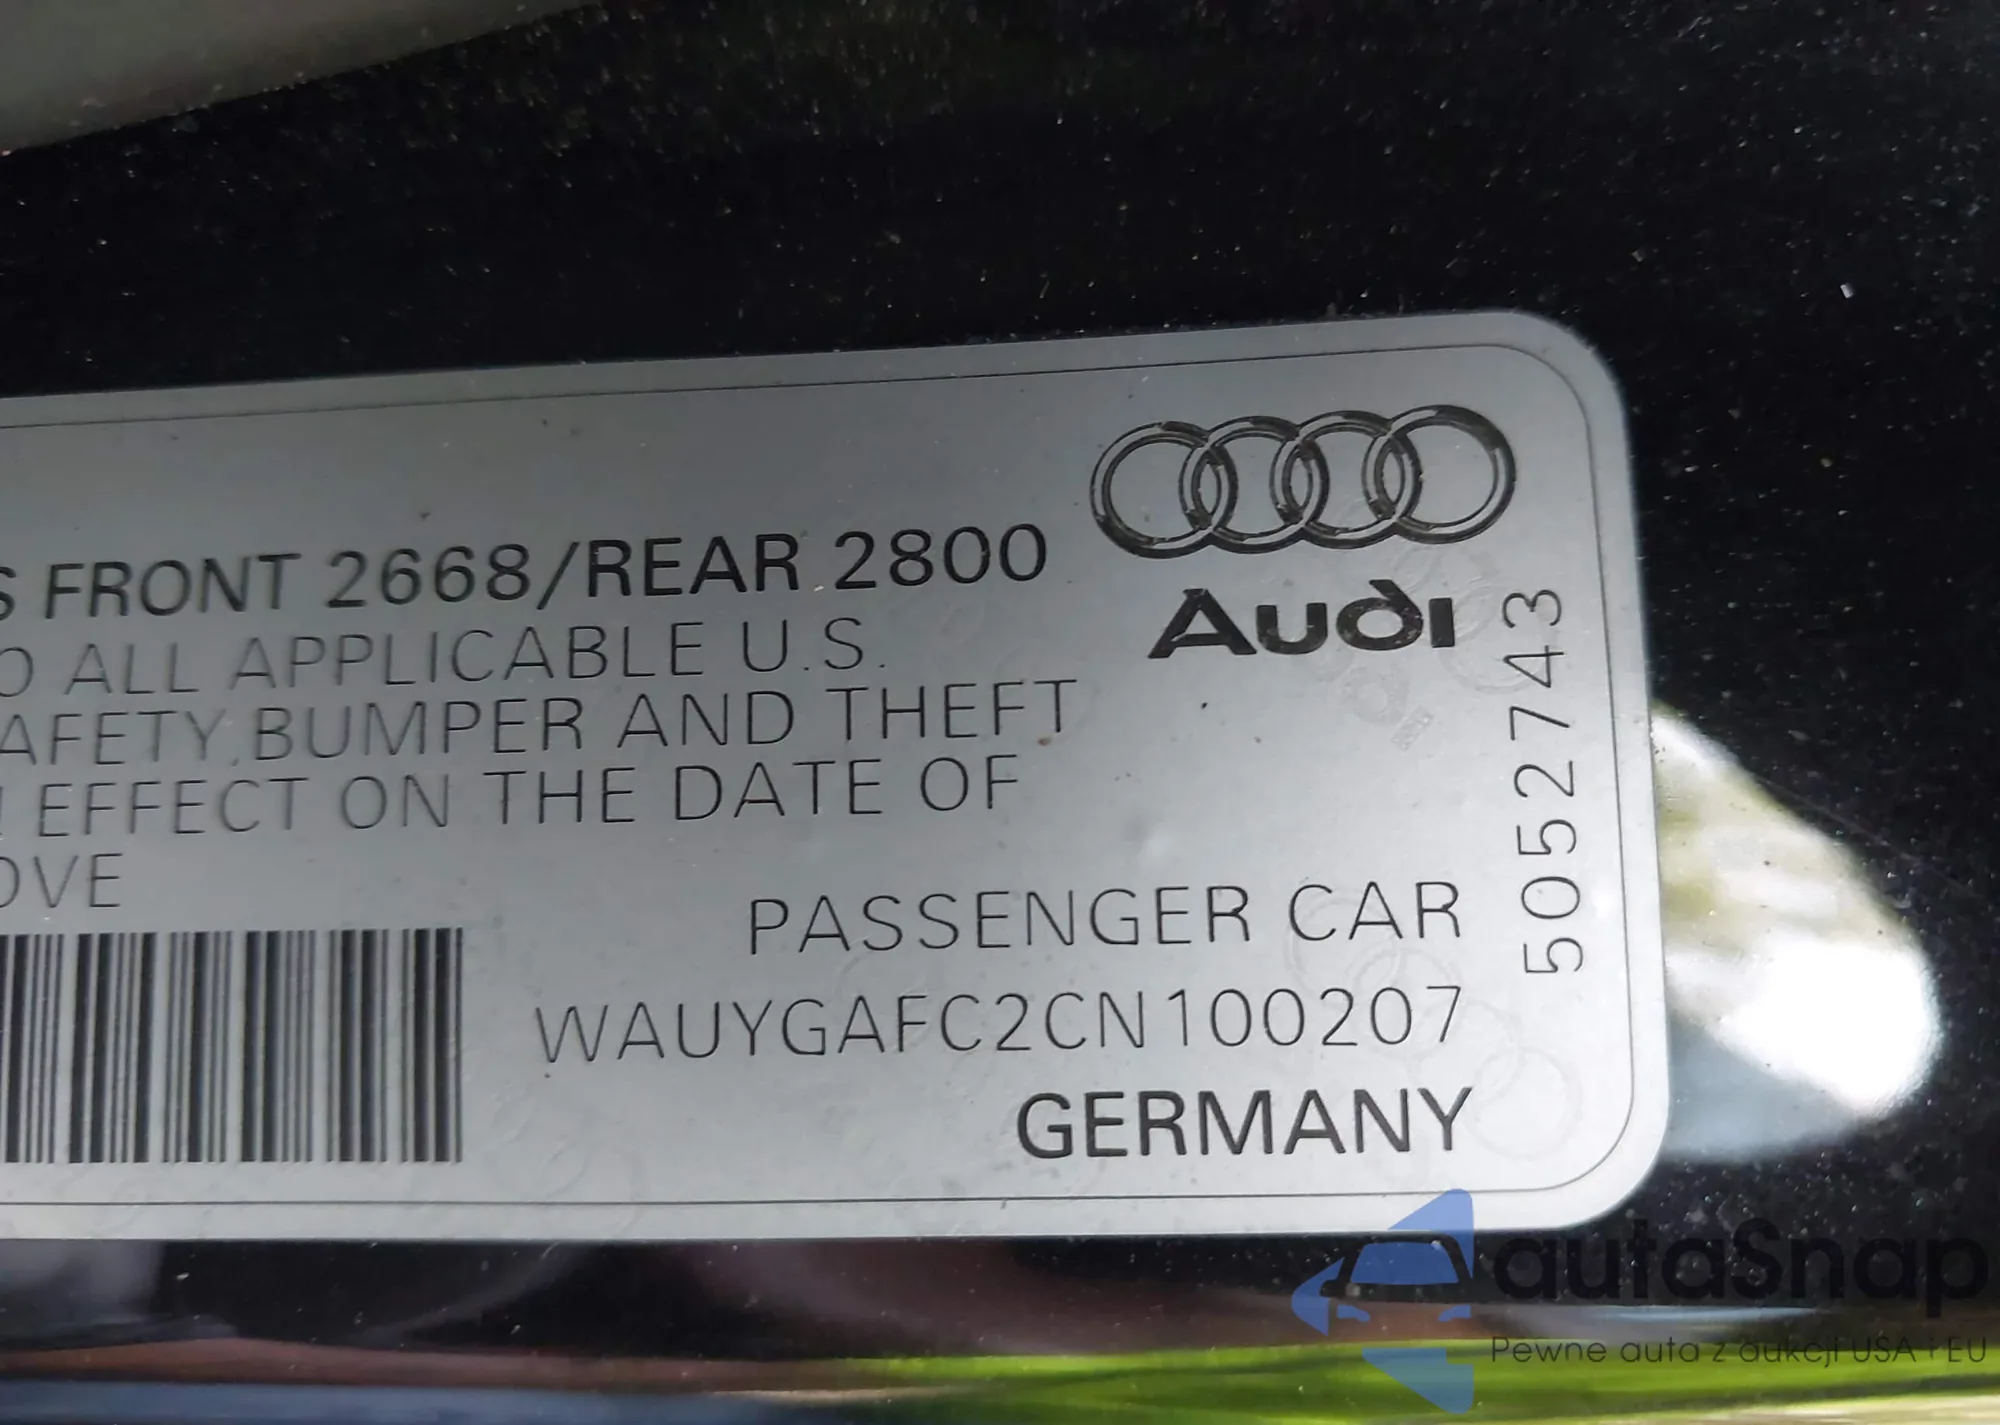 S FRONT 2668/REAR 2800
O ALL APPLICABLE U.S.
AFETY,BUMPER AND THEFT
EFFECT ON THE DATE OF
OVE
Audi
5052743
PASSENGER CAR
WAUYGAFC2CN100207
GERMANY
autaSnap
Pewne auta z aukcji USA i EU